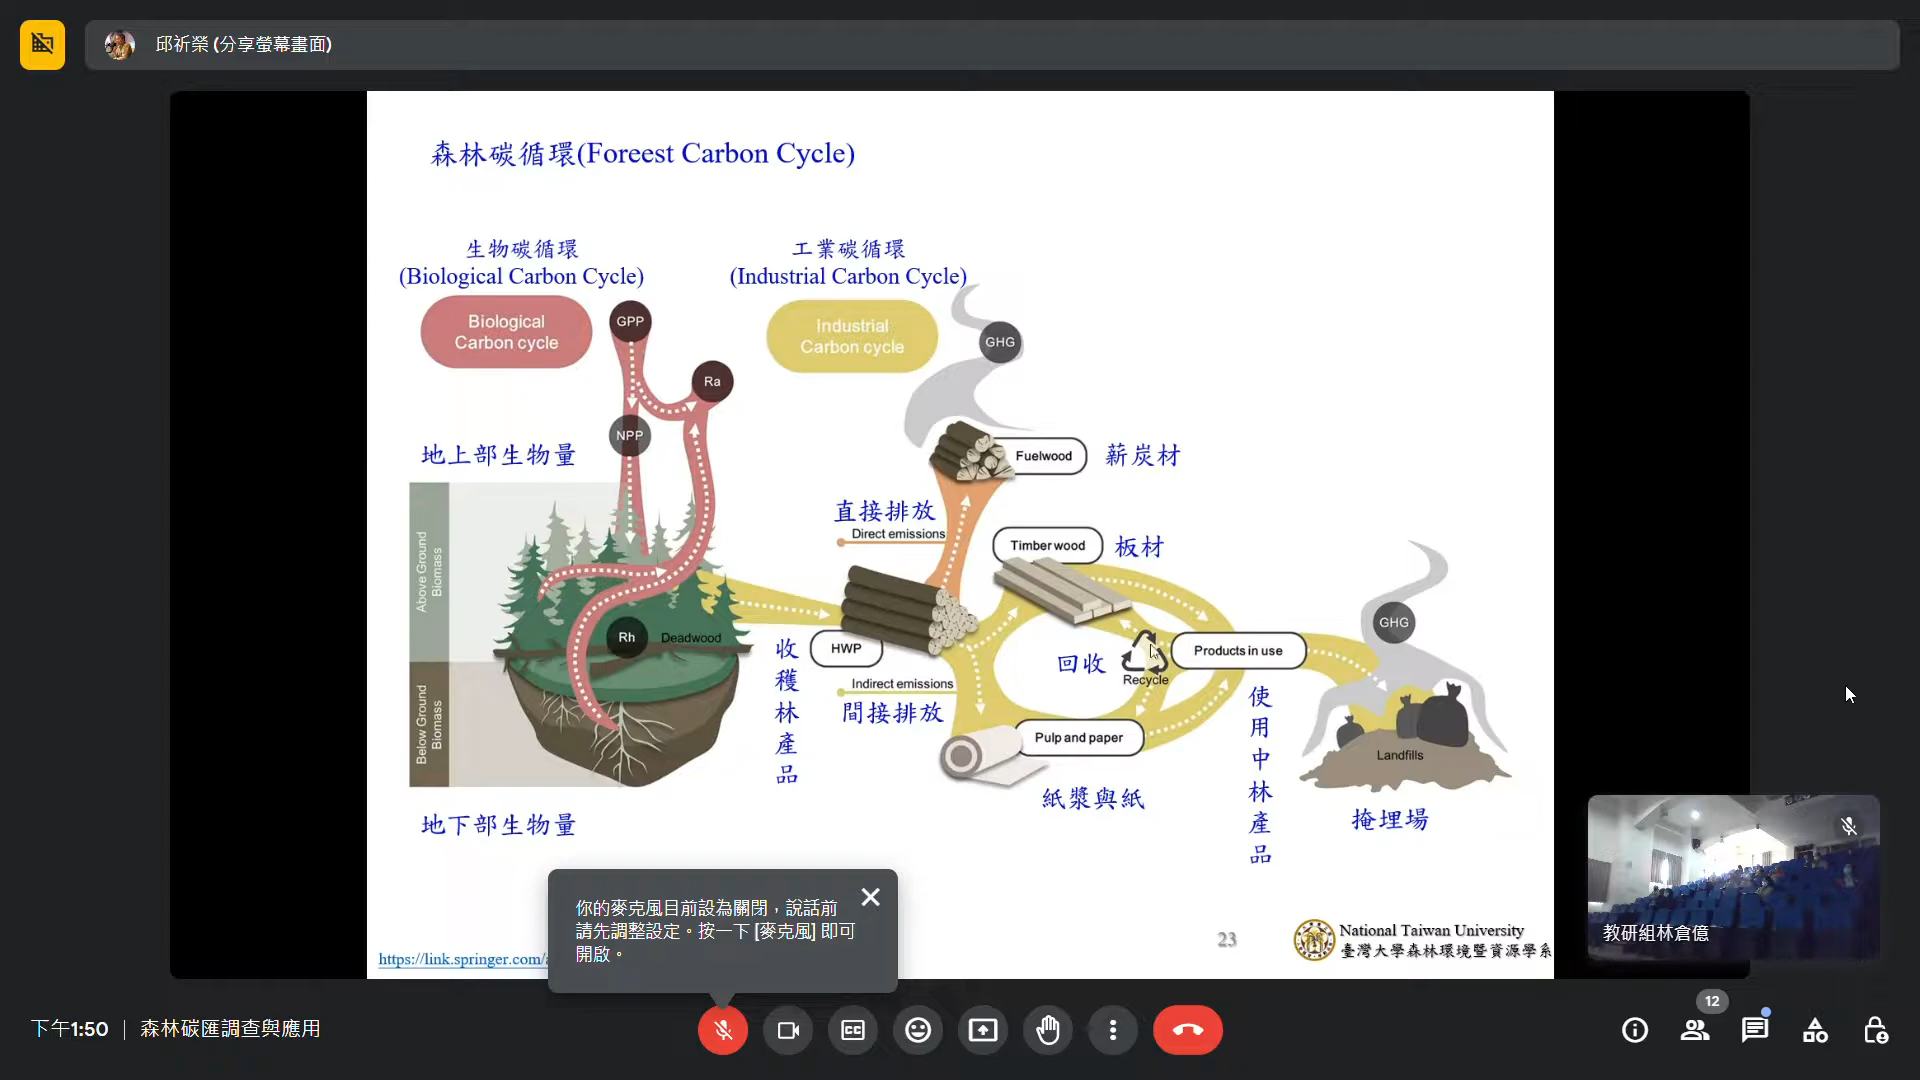 邱祈榮 (分享螢幕畫面)
森林碳循環(Foreest Carbon Cycle)
生物碳循環
(Biological Carbon Cycle)
工業碳循環
(Industrial Carbon Cycle)
Biological
Carbon cycle
GPP
Industrial
Carbon cycle
GHG
Ra
NPP
地上部生物量
Fuelwood
薪炭材
直接排放
Direct emissions
Timber wood
板材
Above Ground
Biomass
GHG
Rh
Deadwood
收穫林產品
HWP
回收
Recycle
Products in use
Indirect emissions
間接排放
使用中林產品
Below Ground
Biomass
Pulp and paper
Landfills
紙漿與紙
地下部生物量
掩埋場
你的麥克風目前設為關閉，說話前
請先調整設定。按一下 [麥克風] 即可
開啟。
https://link.springer.com/
23
National Taiwan University
臺灣大學森林環境暨資源學系
教研組林倉億
下午1:50 | 森林碳匯調查與應用
CC
12